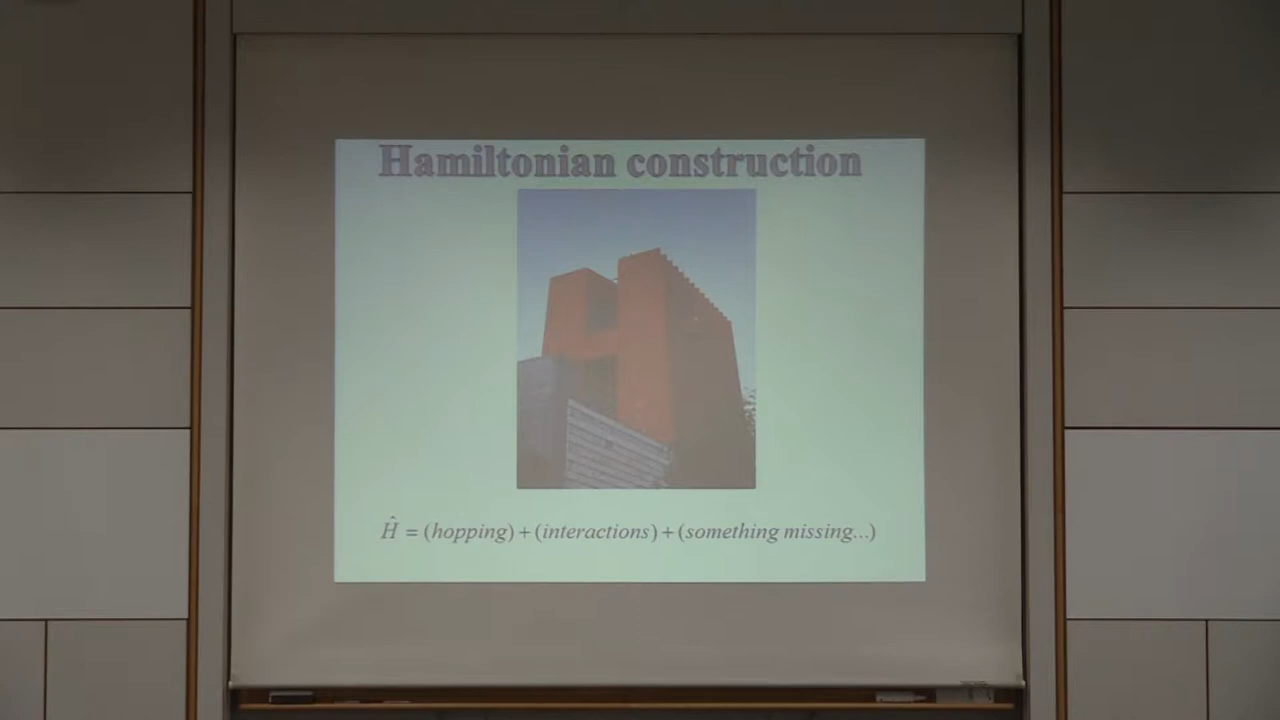 Hamiltonian construction
Ĥ = (hopping) + (interactions) + (something missing...)